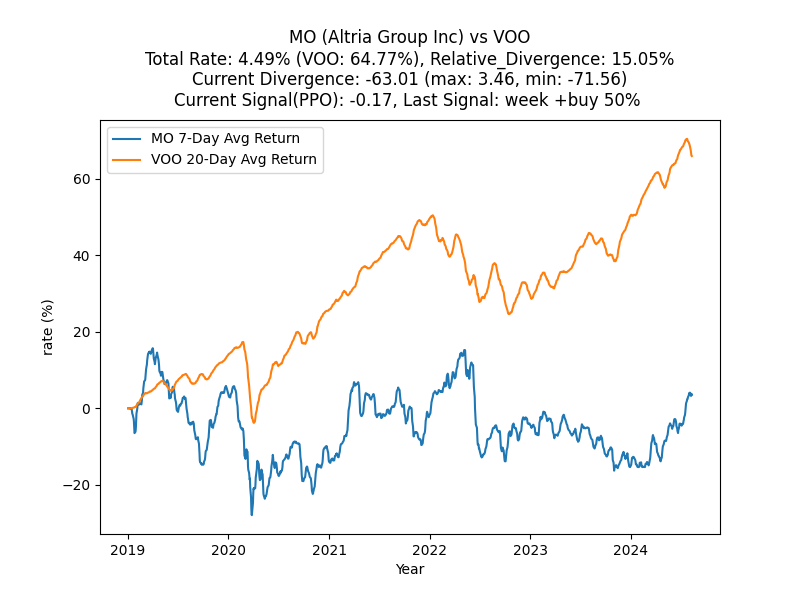 MO (Altria Group Inc) vs VOO
Total Rate: 4.49% (VOO: 64.77%), Relative_Divergence: 15.05%
Current Divergence: -63.01 (max: 3.46, min: -71.56)
Current Signal(PPO): -0.17, Last Signal: week +buy 50%
MO 7-Day Avg Return
VOO 20-Day Avg Return
rate (%)
60
40
20
0
−20
2019 2020 2021 2022 2023 2024
Year